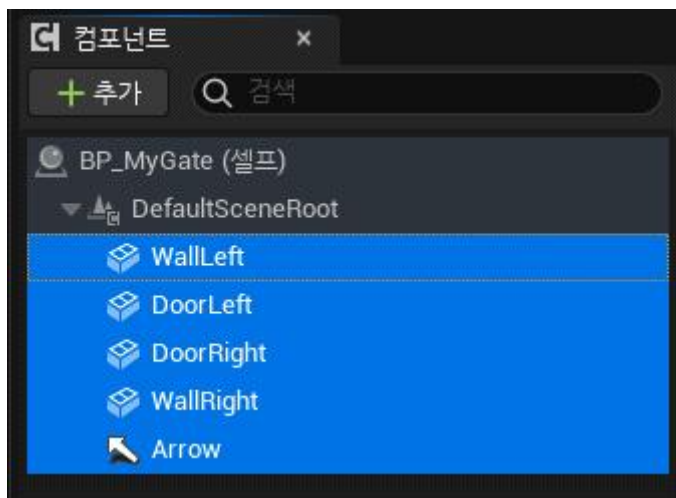 컴포넌트 ×
+ 추가 검색
BP_MyGate (셀프)
DefaultSceneRoot
WallLeft
DoorLeft
DoorRight
WallRight
Arrow